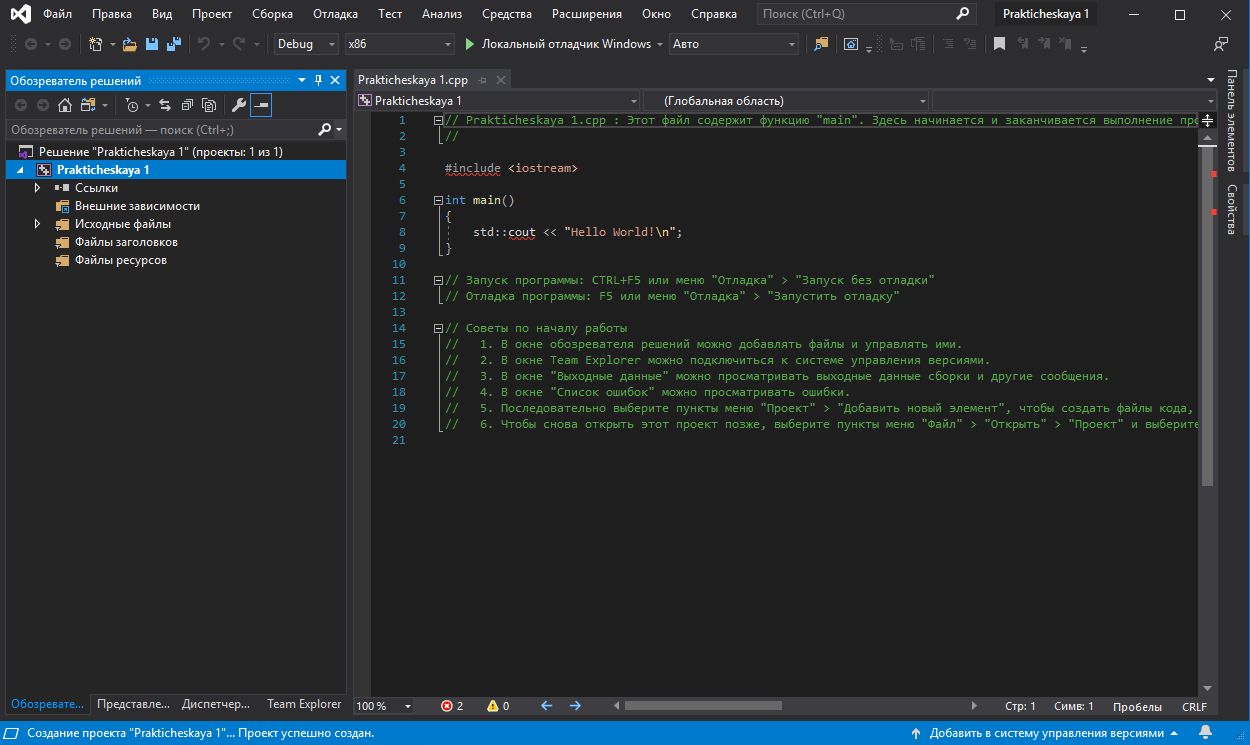 Файл Правка Вид Проект Сборка Отладка Тест Анализ Средства Расширения Окно Справка Поиск (Ctrl+Q) Prakticheskaya 1
Debug x86 Локальный отладчик Windows Авто
Обозреватель решений
Обозреватель решений — поиск (Ctrl+;)
Решение "Prakticheskaya 1" (проекты: 1 из 1)
Prakticheskaya 1
Ссылки
Внешние зависимости
Исходные файлы
Файлы заголовков
Файлы ресурсов
Обозревате... Представле... Диспетчер... Team Explorer
Prakticheskaya 1.cpp
Prakticheskaya 1 (Глобальная область)
1 // Prakticheskaya 1.cpp : Этот файл содержит функцию "main". Здесь начинается и заканчивается выполнение про
2 //
3
4 #include <iostream>
5
6 int main()
7 {
8 std::cout << "Hello World!\n";
9 }
10
11 // Запуск программы: CTRL+F5 или меню "Отладка" > "Запуск без отладки"
12 // Отладка программы: F5 или меню "Отладка" > "Запустить отладку"
13
14 // Советы по началу работы
15 // 1. В окне обозревателя решений можно добавлять файлы и управлять ими.
16 // 2. В окне Team Explorer можно подключиться к системе управления версиями.
17 // 3. В окне "Выходные данные" можно просматривать выходные данные сборки и другие сообщения.
18 // 4. В окне "Список ошибок" можно просматривать ошибки.
19 // 5. Последовательно выберите пункты меню "Проект" > "Добавить новый элемент", чтобы создать файлы кода,
20 // 6. Чтобы снова открыть этот проект позже, выберите пункты меню "Файл" > "Открыть" > "Проект" и выберите
21
100 % 2 0 Стр: 1 Симв: 1 Пробелы CRLF
Панель элементов
Свойства
Создание проекта "Prakticheskaya 1"... Проект успешно создан. Добавить в систему управления версиями